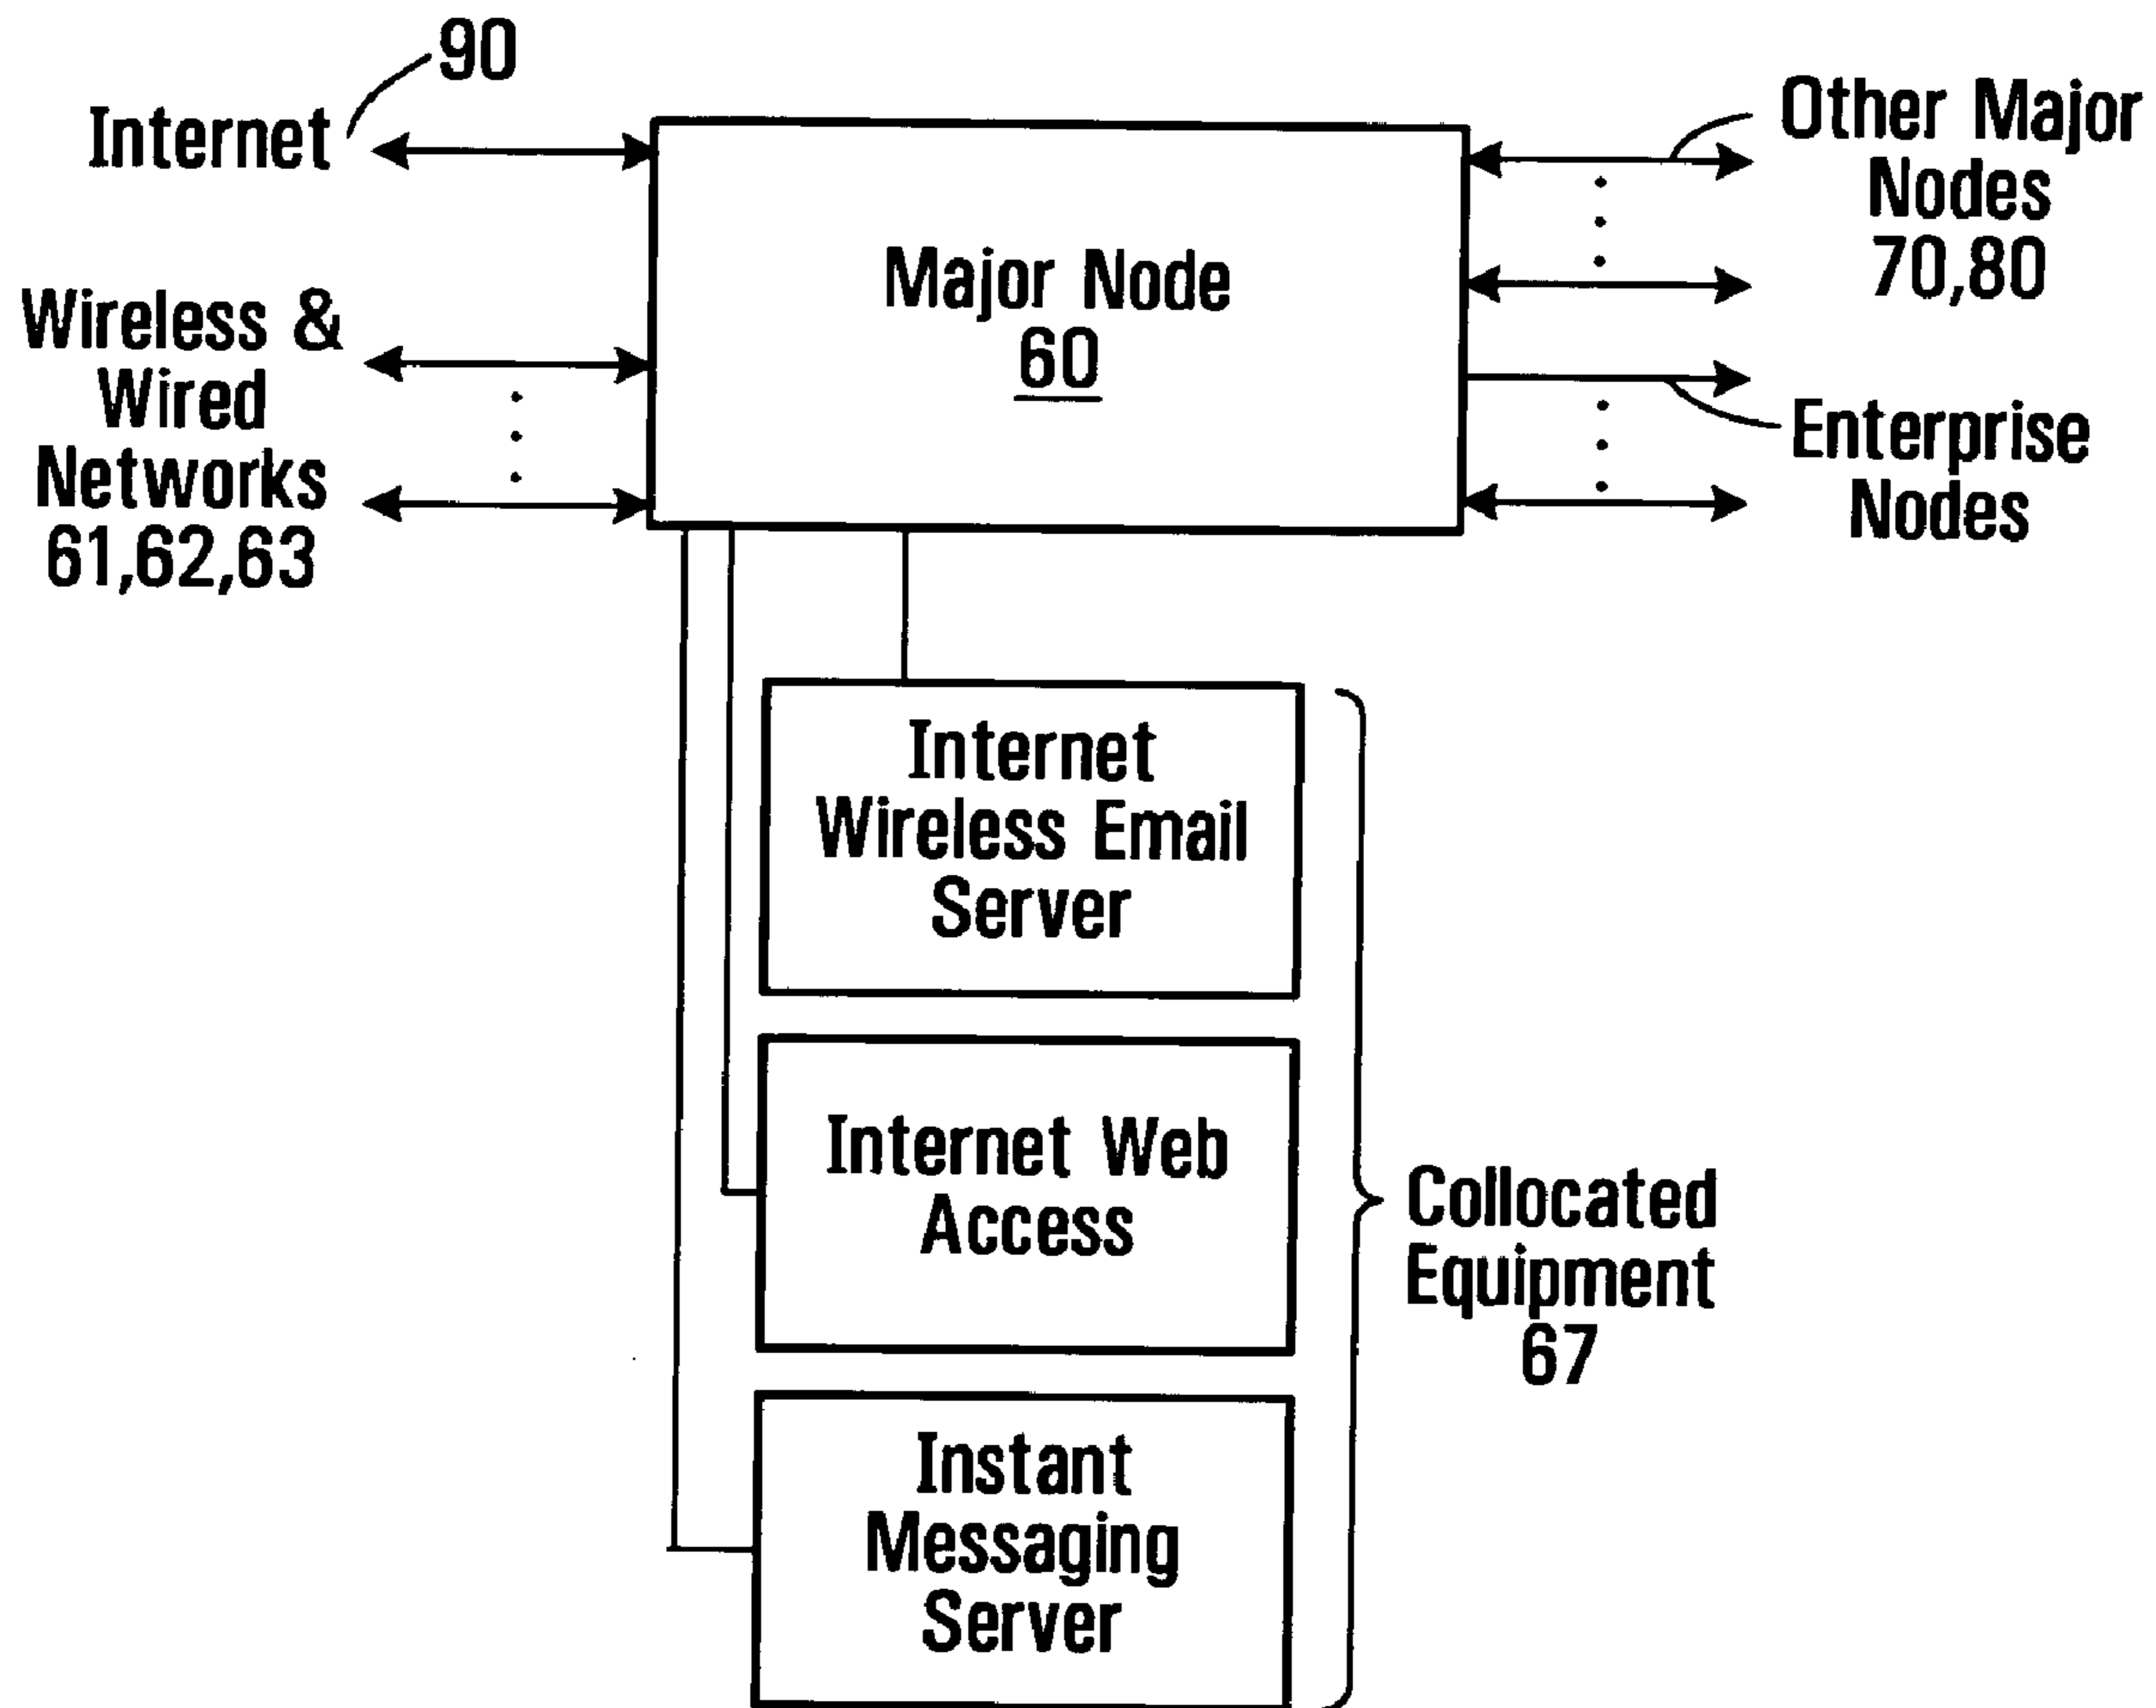 90
Internet
Wireless &
Wired
Networks
61,62,63
Major Node
60
Other Major
Nodes
70,80
Enterprise
Nodes
Internet
Wireless Email
Server
Internet Web
Access
Instant
Messaging
Server
Collocated
Equipment
67